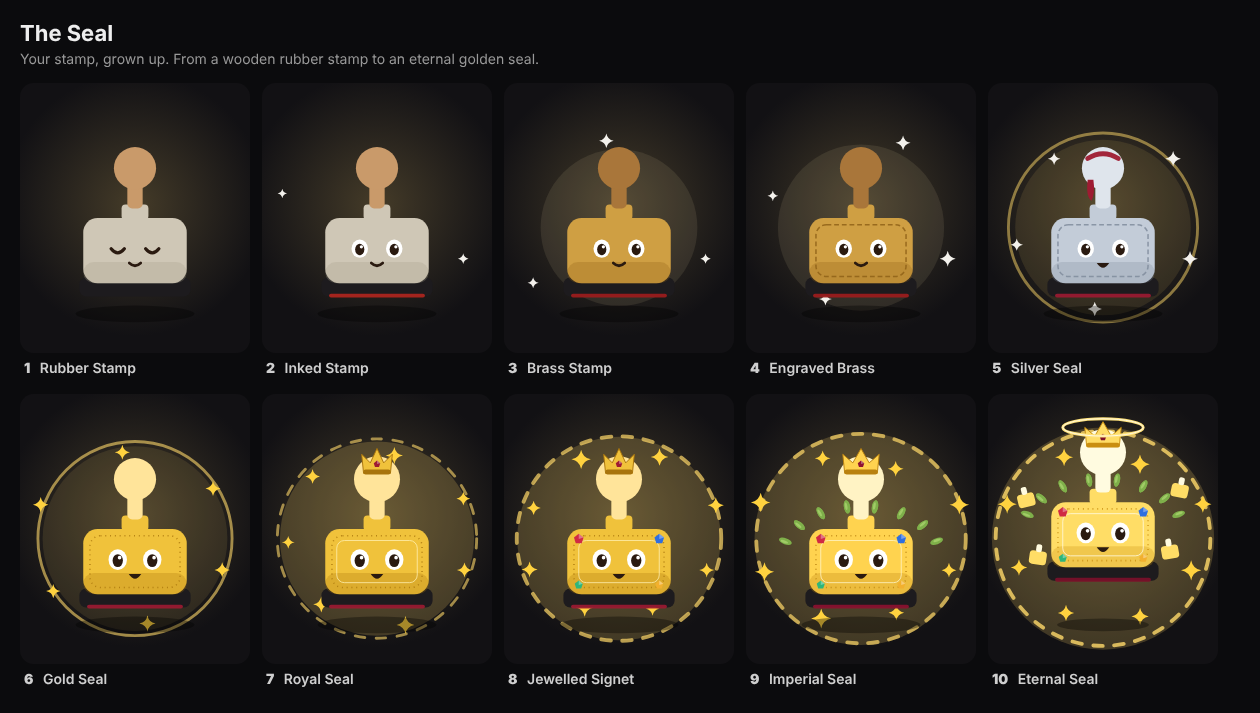 The Seal
Your stamp, grown up. From a wooden rubber stamp to an eternal golden seal.
1 Rubber Stamp
2 Inked Stamp
3 Brass Stamp
4 Engraved Brass
5 Silver Seal
6 Gold Seal
7 Royal Seal
8 Jewelled Signet
9 Imperial Seal
10 Eternal Seal